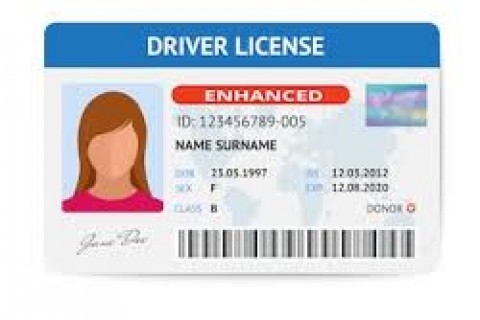 DRIVER LICENSE
ENHANCED
ID: 123456789-005
NAME SURNAME
DOB 23.05.1997 ISS 12.03.2012
SEX F EXP 12.08.2020
CLASS B DONOR
Jane Doe